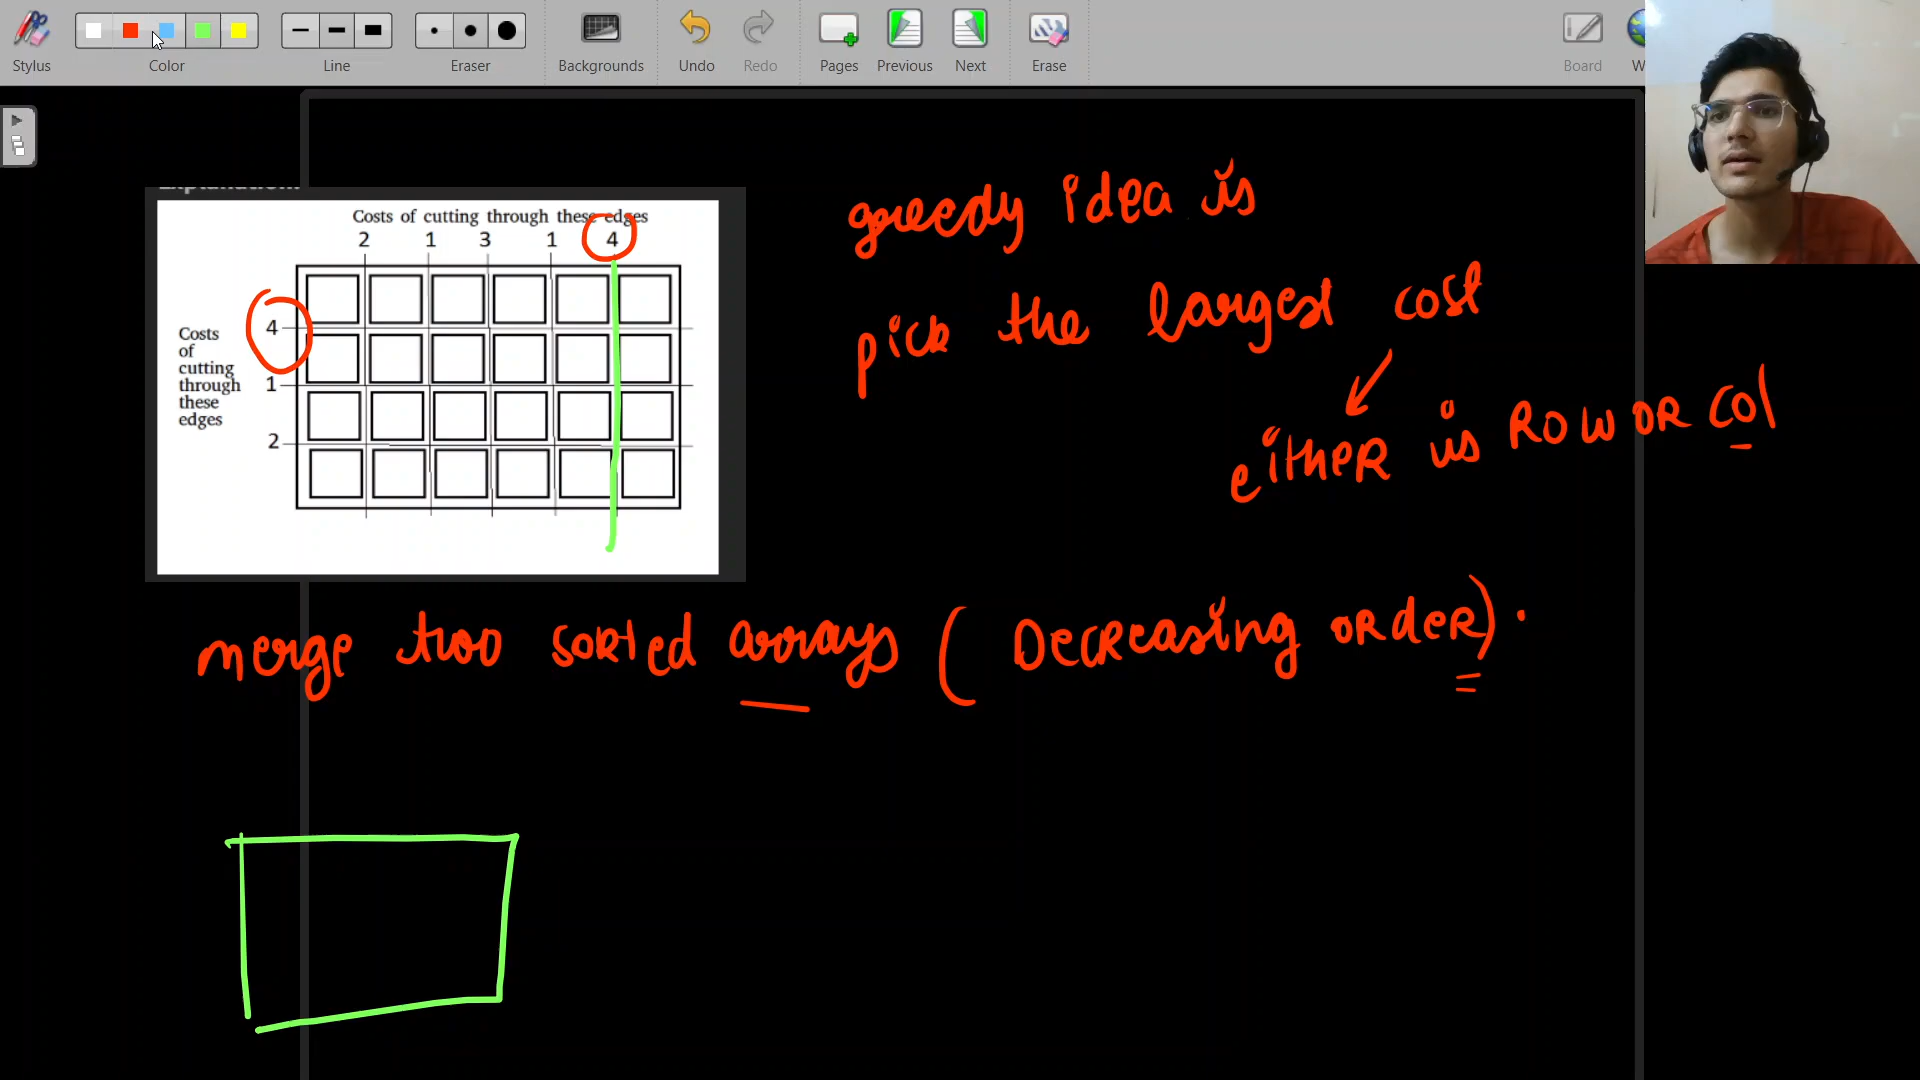 Stylus
Color
Line
Eraser
Backgrounds
Undo
Redo
Pages
Previous
Next
Erase
Board
Explanation:
Costs of cutting through these edges
2 1 3 1 4
4
1
2
Costs
of
cutting
through
these
edges
greedy idea is
pick the largest cost
either is ROW OR COl
merge two sorted arrays ( Decreasing order) .